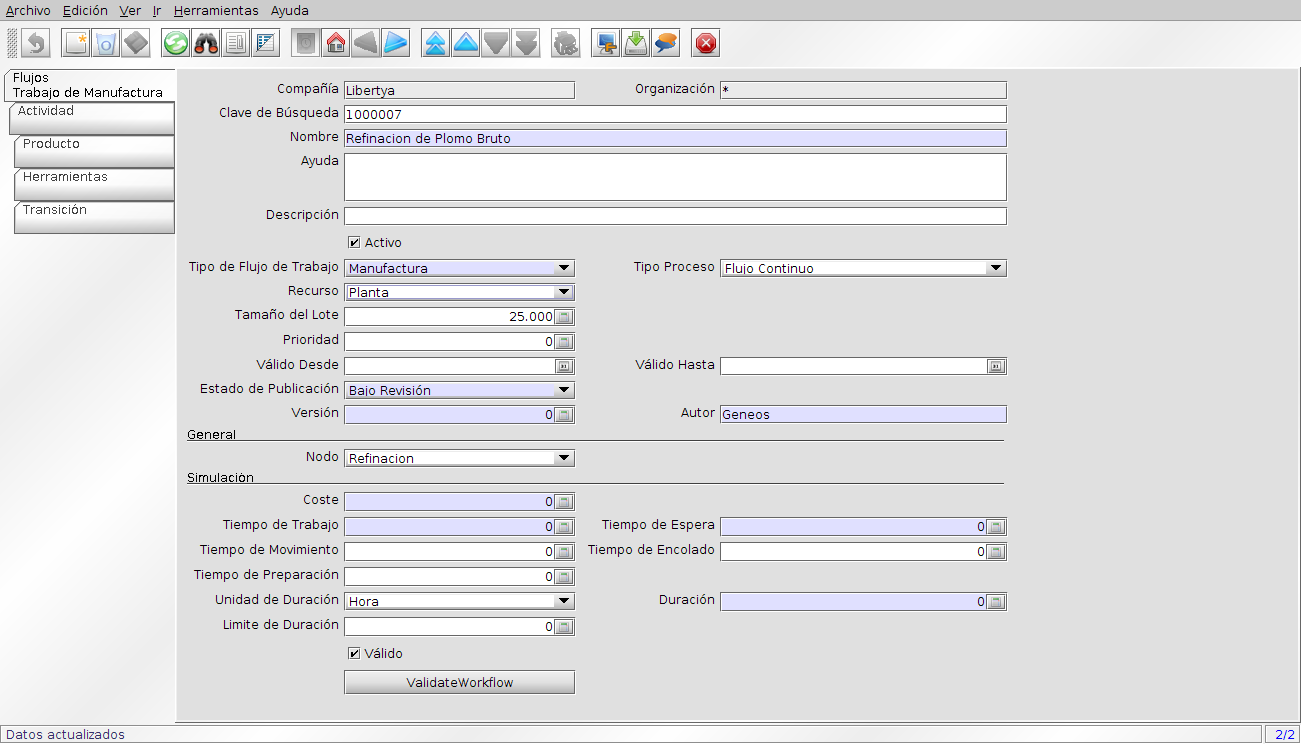 Archivo Edición Ver Ir Herramientas Ayuda
Flujos
Trabajo de Manufactura
Actividad
Producto
Herramientas
Transición
Compañía Libertya Organización *
Clave de Búsqueda 1000007
Nombre Refinacion de Plomo Bruto
Ayuda
Descripción
Activo
Tipo de Flujo de Trabajo Manufactura Tipo Proceso Flujo Continuo
Recurso Planta
Tamaño del Lote 25.000
Prioridad 0
Válido Desde Válido Hasta
Estado de Publicación Bajo Revisión
Versión 0 Autor Geneos
General
Nodo Refinacion
Simulación
Coste 0
Tiempo de Trabajo 0 Tiempo de Espera 0
Tiempo de Movimiento 0 Tiempo de Encolado 0
Tiempo de Preparación 0
Unidad de Duración Hora Duración 0
Limite de Duración 0
Válido
ValidateWorkflow
Datos actualizados 2/2